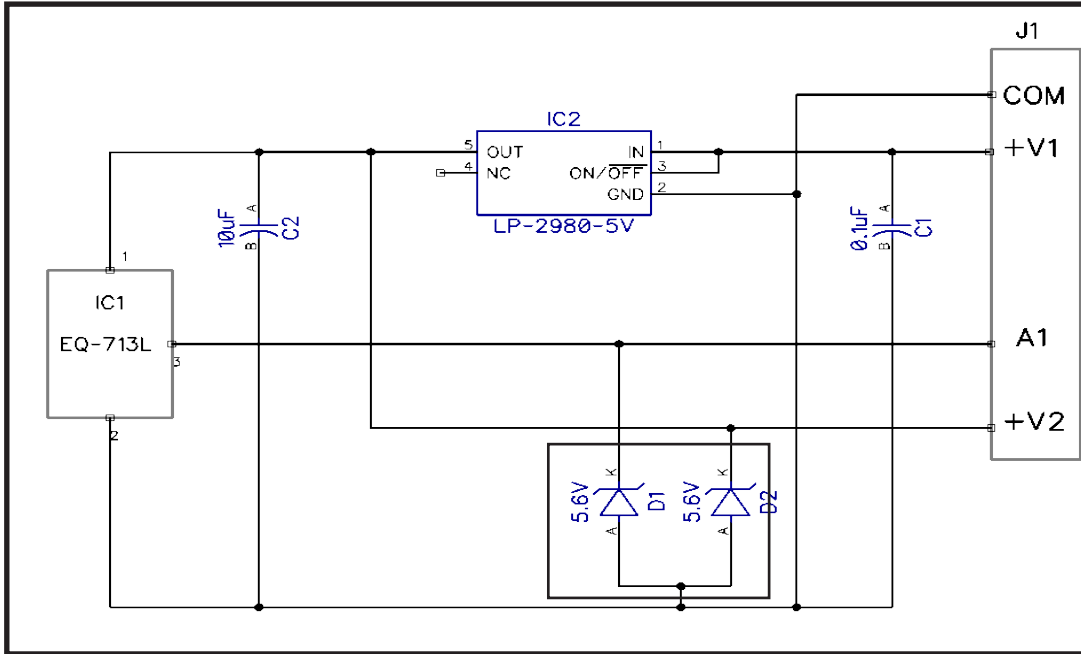 J1
COM
+V1
A1
+V2
IC2
5 OUT IN 1
4 NC ON/OFF 3
GND 2
LP-2980-5V
A
10uF C2
B
A
0.1uF C1
B
1
IC1
EQ-713L
3
2
K K
5.6V D1 5.6V D2
A A